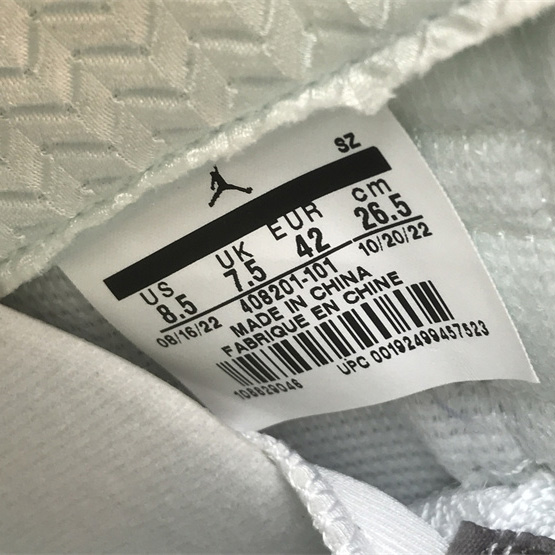 SZ
US UK EUR cm
8.5 7.5 42 26.5
08/16/22 408201-101 10/20/22
MADE IN CHINA
FABRIQUE EN CHINE
108829046 UPC 00192499457523